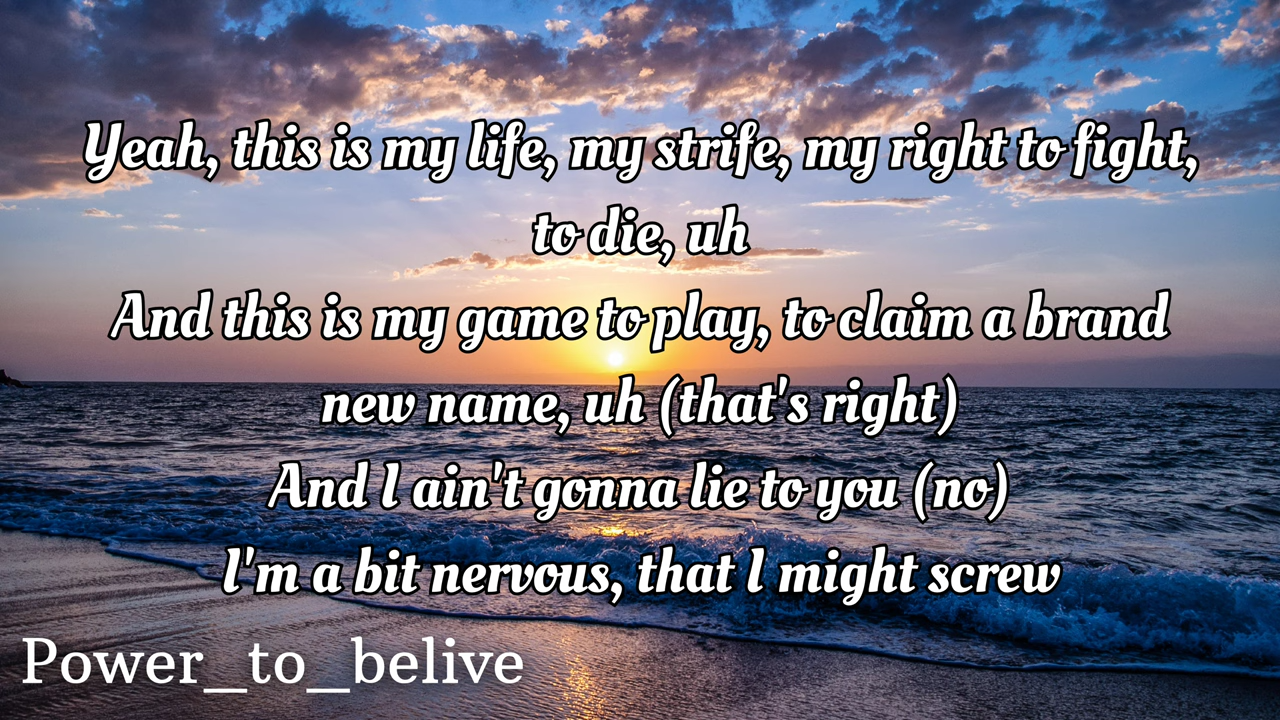 Yeah, this is my life, my strife, my right to fight,
to die, uh
And this is my game to play, to claim a brand
new name, uh (that's right)
And I ain't gonna lie to you (no)
I'm a bit nervous, that I might screw
Power_to_belive